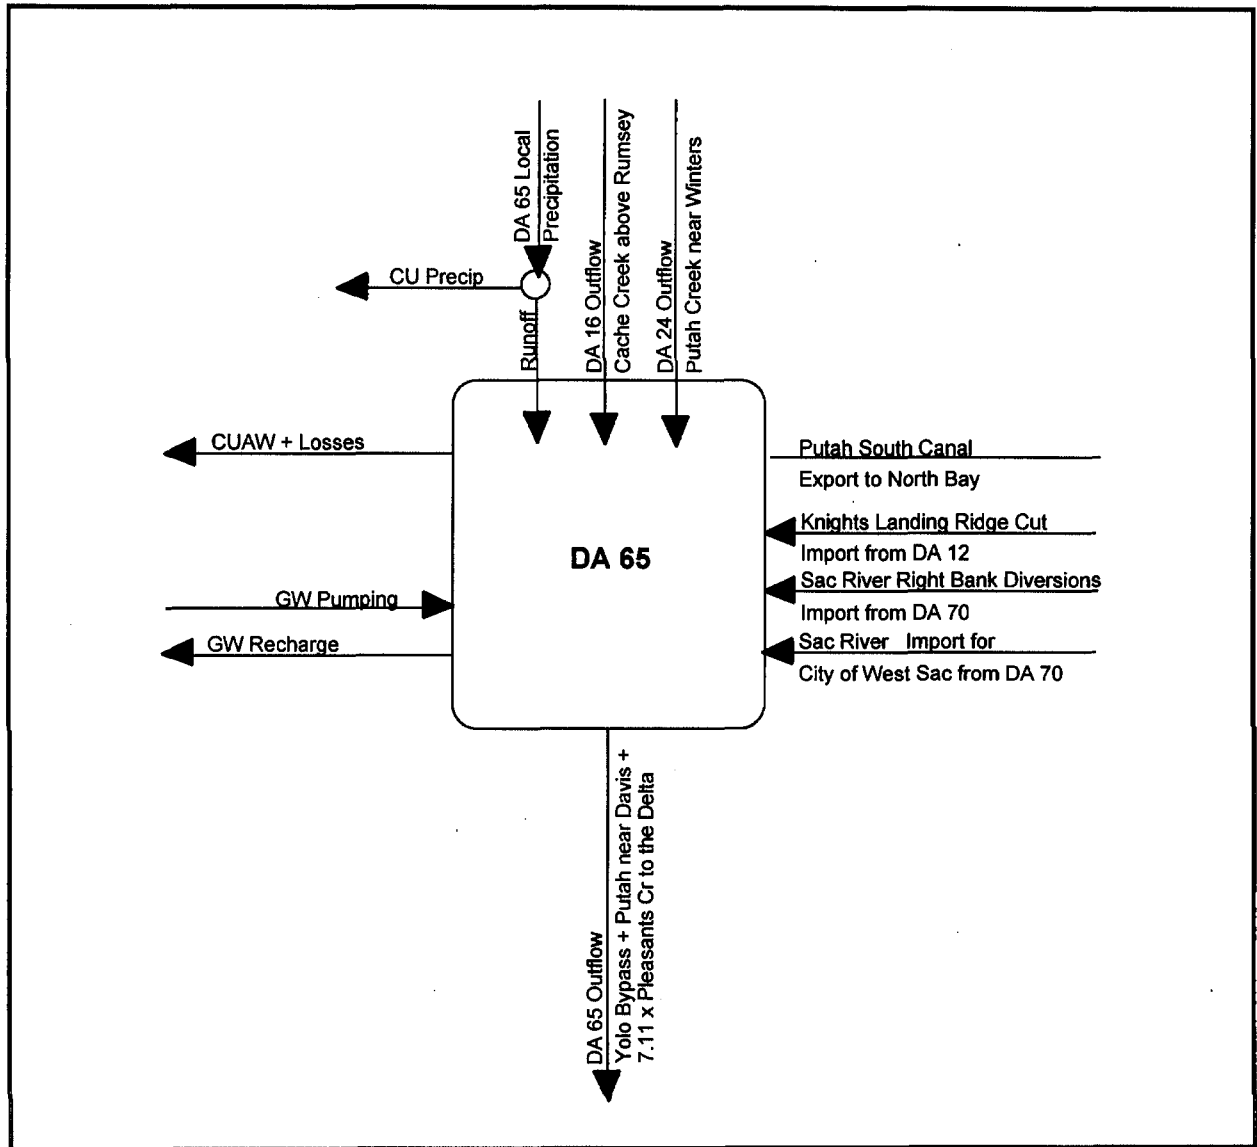 DA 65 Local
Precipitation
CU Precip
Runoff
DA 16 Outflow
Cache Creek above Rumsey
DA 24 Outflow
Putah Creek near Winters
CUAW + Losses
GW Pumping
GW Recharge
DA 65
Putah South Canal
Export to North Bay
Knights Landing Ridge Cut
Import from DA 12
Sac River Right Bank Diversions
Import from DA 70
Sac River Import for
City of West Sac from DA 70
DA 65 Outflow
Yolo Bypass + Putah near Davis +
7.11 x Pleasants Cr to the Delta